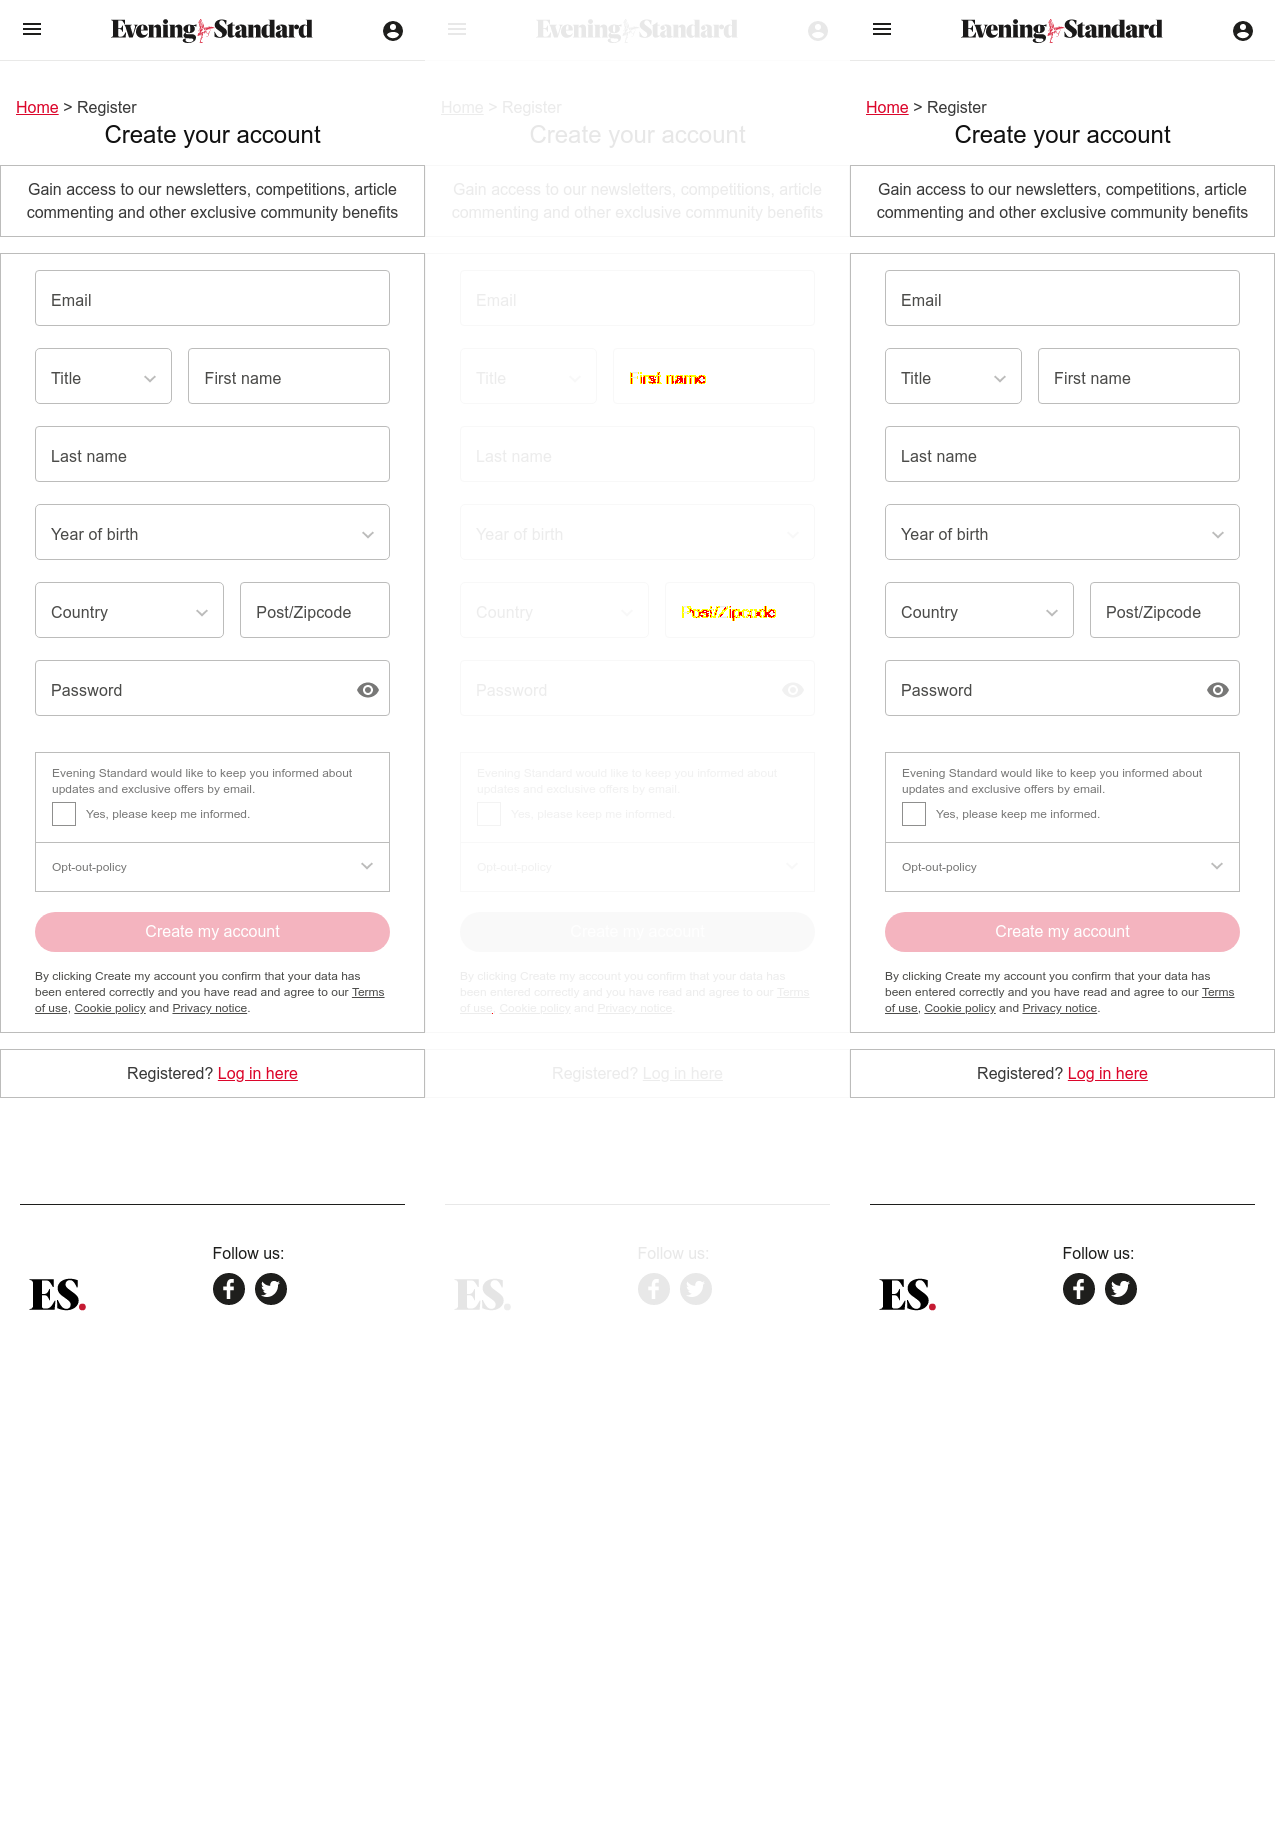 Evening Standard
Home > Register
Create your account
Gain access to our newsletters, competitions, article
commenting and other exclusive community benefits
Email
Title
First name
Last name
Year of birth
Country
Post/Zipcode
Password
Evening Standard would like to keep you informed about
updates and exclusive offers by email.
Yes, please keep me informed.
Opt-out-policy
Create my account
By clicking Create my account you confirm that your data has
been entered correctly and you have read and agree to our Terms
of use, Cookie policy and Privacy notice.
Registered? Log in here
Follow us:
ES.
Evening Standard
Home > Register
Create your account
Gain access to our newsletters, competitions, article
commenting and other exclusive community benefits
Email
Title
First name
Last name
Year of birth
Country
Post/Zipcode
Password
Evening Standard would like to keep you informed about
updates and exclusive offers by email.
Yes, please keep me informed.
Opt-out-policy
Create my account
By clicking Create my account you confirm that your data has
been entered correctly and you have read and agree to our Terms
of use, Cookie policy and Privacy notice.
Registered? Log in here
Follow us:
ES.
Evening Standard
Home > Register
Create your account
Gain access to our newsletters, competitions, article
commenting and other exclusive community benefits
Email
Title
First name
Last name
Year of birth
Country
Post/Zipcode
Password
Evening Standard would like to keep you informed about
updates and exclusive offers by email.
Yes, please keep me informed.
Opt-out-policy
Create my account
By clicking Create my account you confirm that your data has
been entered correctly and you have read and agree to our Terms
of use, Cookie policy and Privacy notice.
Registered? Log in here
Follow us:
ES.